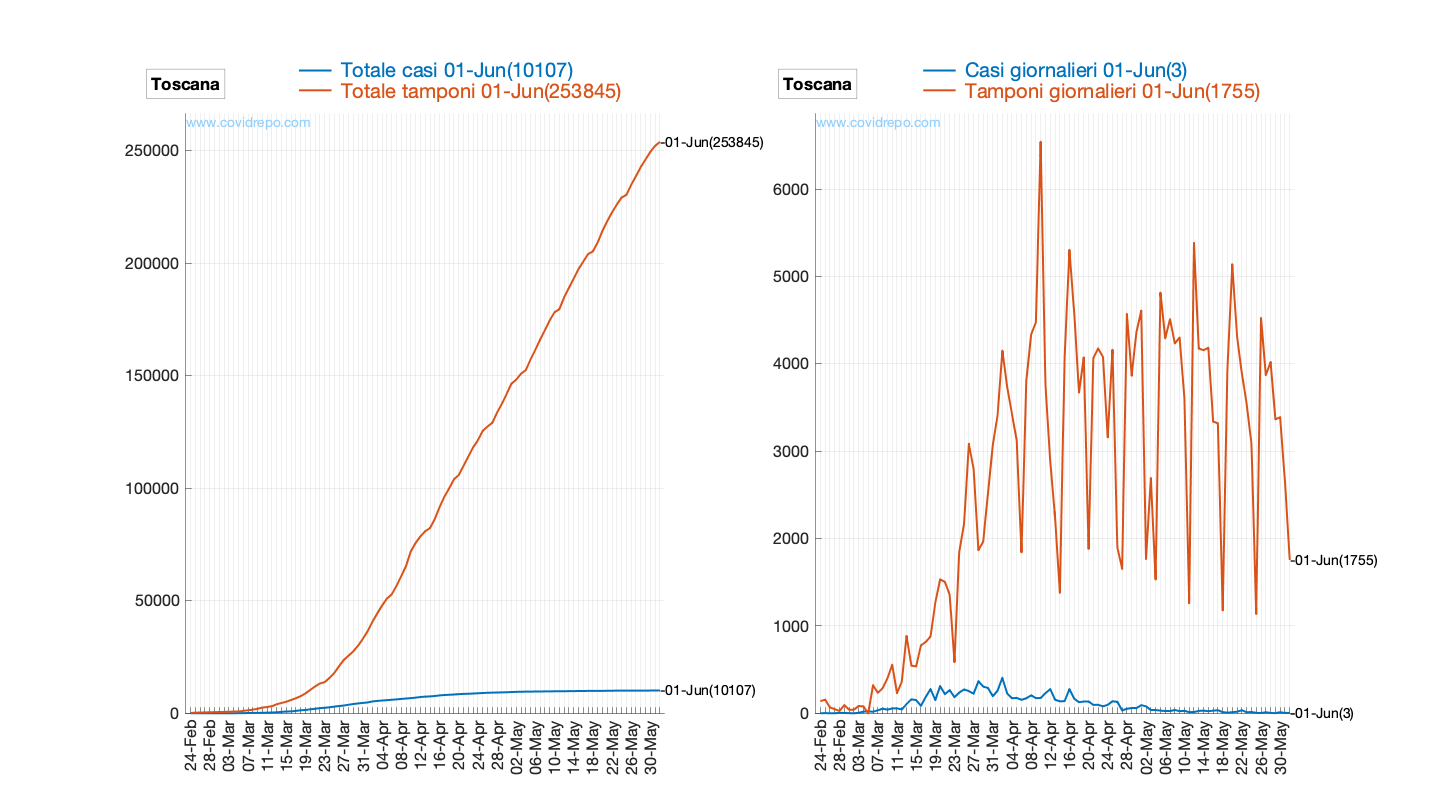 Toscana
Totale casi 01-Jun(10107)
Totale tamponi 01-Jun(253845)
www.covidrepo.com
250000
200000
150000
100000
50000
0
01-Jun(253845)
01-Jun(10107)
24-Feb
28-Feb
03-Mar
07-Mar
11-Mar
15-Mar
19-Mar
23-Mar
27-Mar
31-Mar
04-Apr
08-Apr
12-Apr
16-Apr
20-Apr
24-Apr
28-Apr
02-May
06-May
10-May
14-May
18-May
22-May
26-May
30-May
Toscana
Casi giornalieri 01-Jun(3)
Tamponi giornalieri 01-Jun(1755)
www.covidrepo.com
6000
5000
4000
3000
2000
1000
0
01-Jun(1755)
01-Jun(3)
24-Feb
28-Feb
03-Mar
07-Mar
11-Mar
15-Mar
19-Mar
23-Mar
27-Mar
31-Mar
04-Apr
08-Apr
12-Apr
16-Apr
20-Apr
24-Apr
28-Apr
02-May
06-May
10-May
14-May
18-May
22-May
26-May
30-May